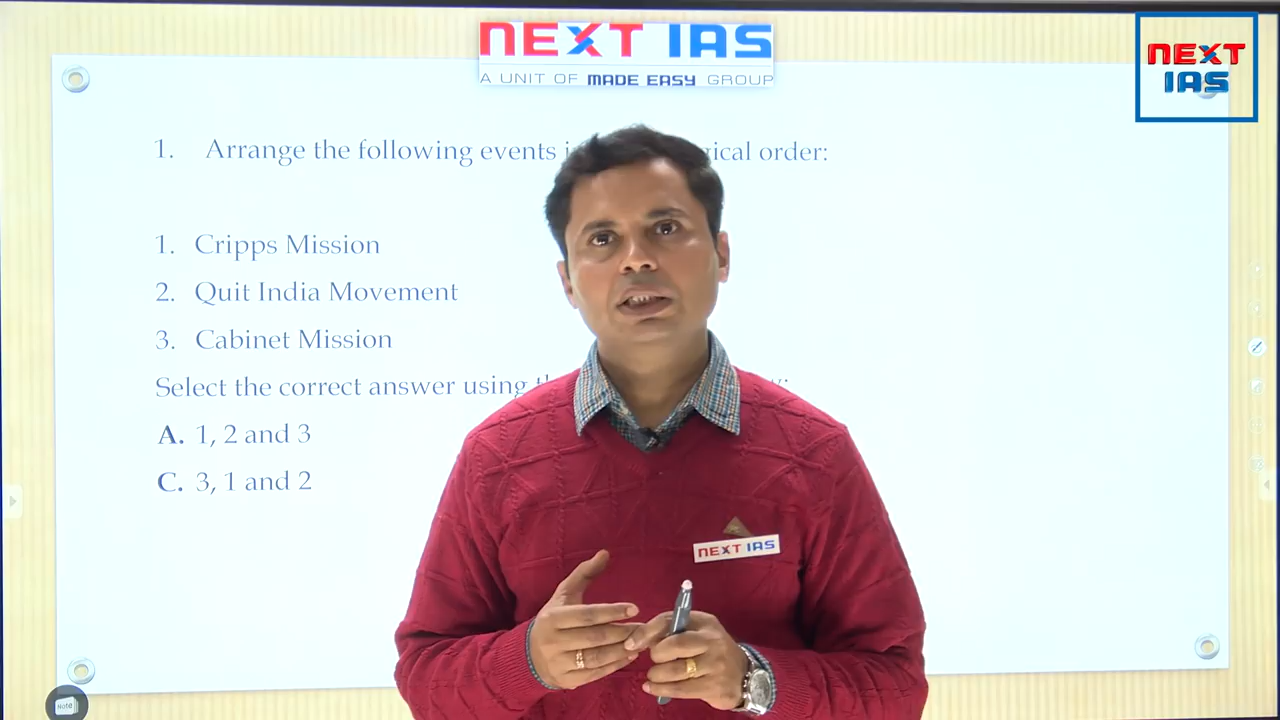 NEXT IAS
A UNIT OF MADE EASY GROUP
NEXT
IAS
1. Arrange the following events order:
1. Cripps Mission
2. Quit India Movement
3. Cabinet Mission
Select the correct answer using
A. 1, 2 and 3
C. 3, 1 and 2
NEXT IAS
Note